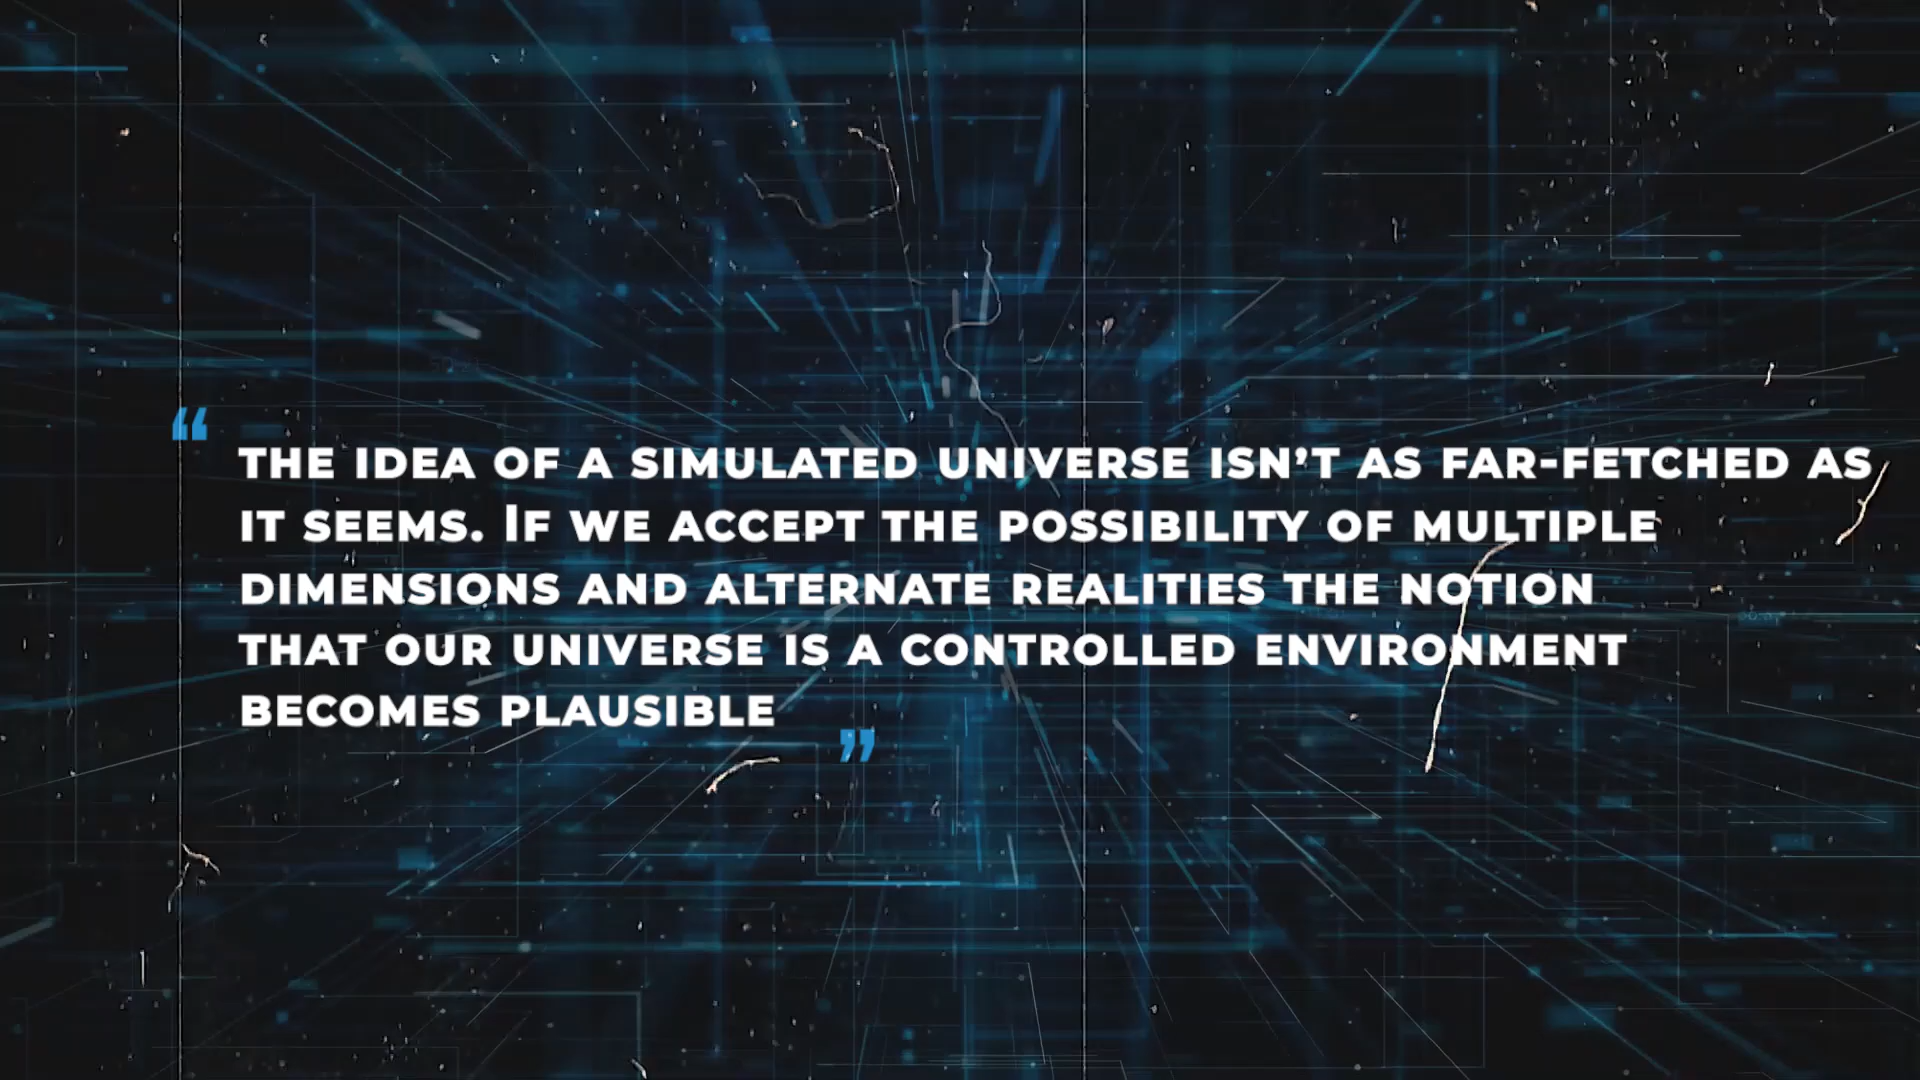 “the idea of a simulated universe isn’t as far-fetched as
it seems. If we accept the possibility of multiple
dimensions and alternate realities the notion
that our universe is a controlled environment
becomes plausible”